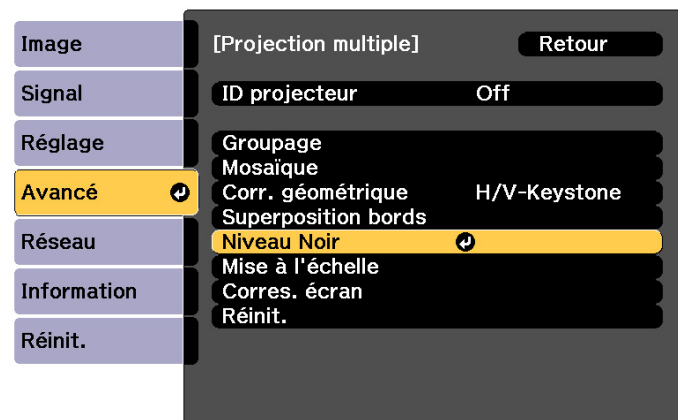 Image
Signal
Réglage
Avancé
Réseau
Information
Réinit.
[Projection multiple] Retour
ID projecteur Off
Groupage
Mosaïque
Corr. géométrique H/V-Keystone
Superposition bords
Niveau Noir
Mise à l'échelle
Corres. écran
Réinit.